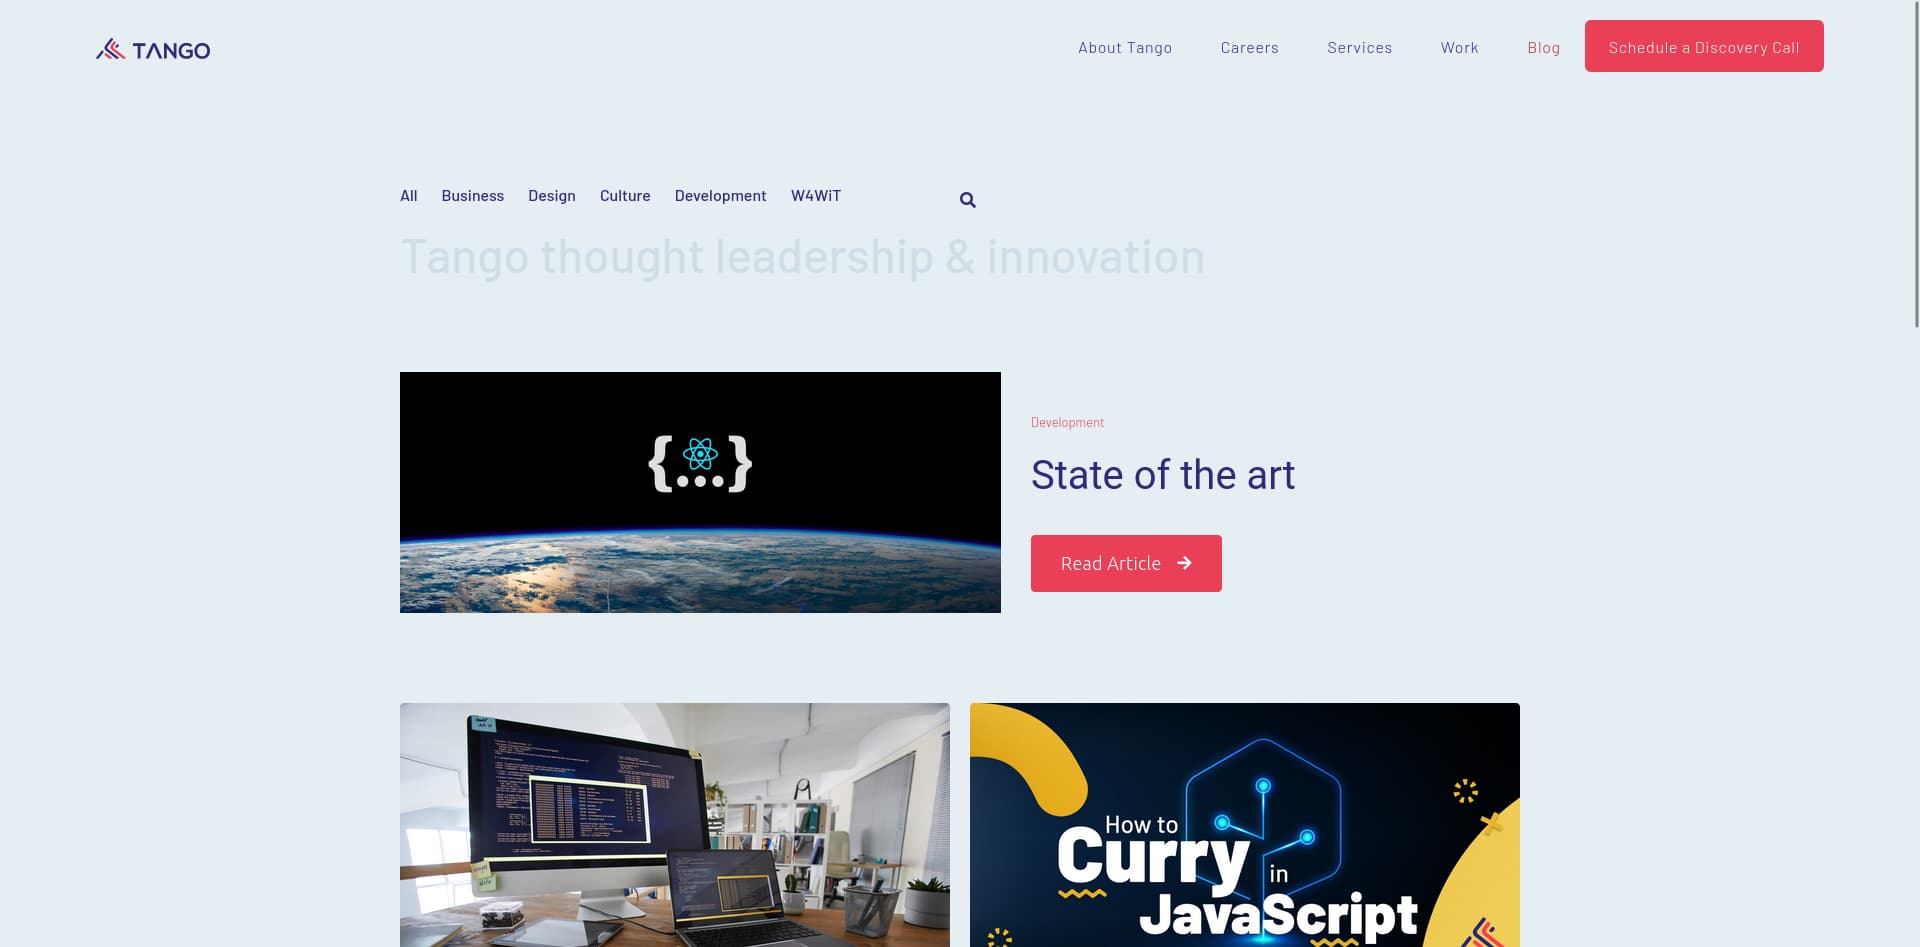 TANGO
About Tango
Careers
Services
Work
Blog
Schedule a Discovery Call
All
Business
Design
Culture
Development
W4WiT
Tango thought leadership & innovation
{...}
Development
State of the art
Read Article
How to
Curry
in
JavaScript